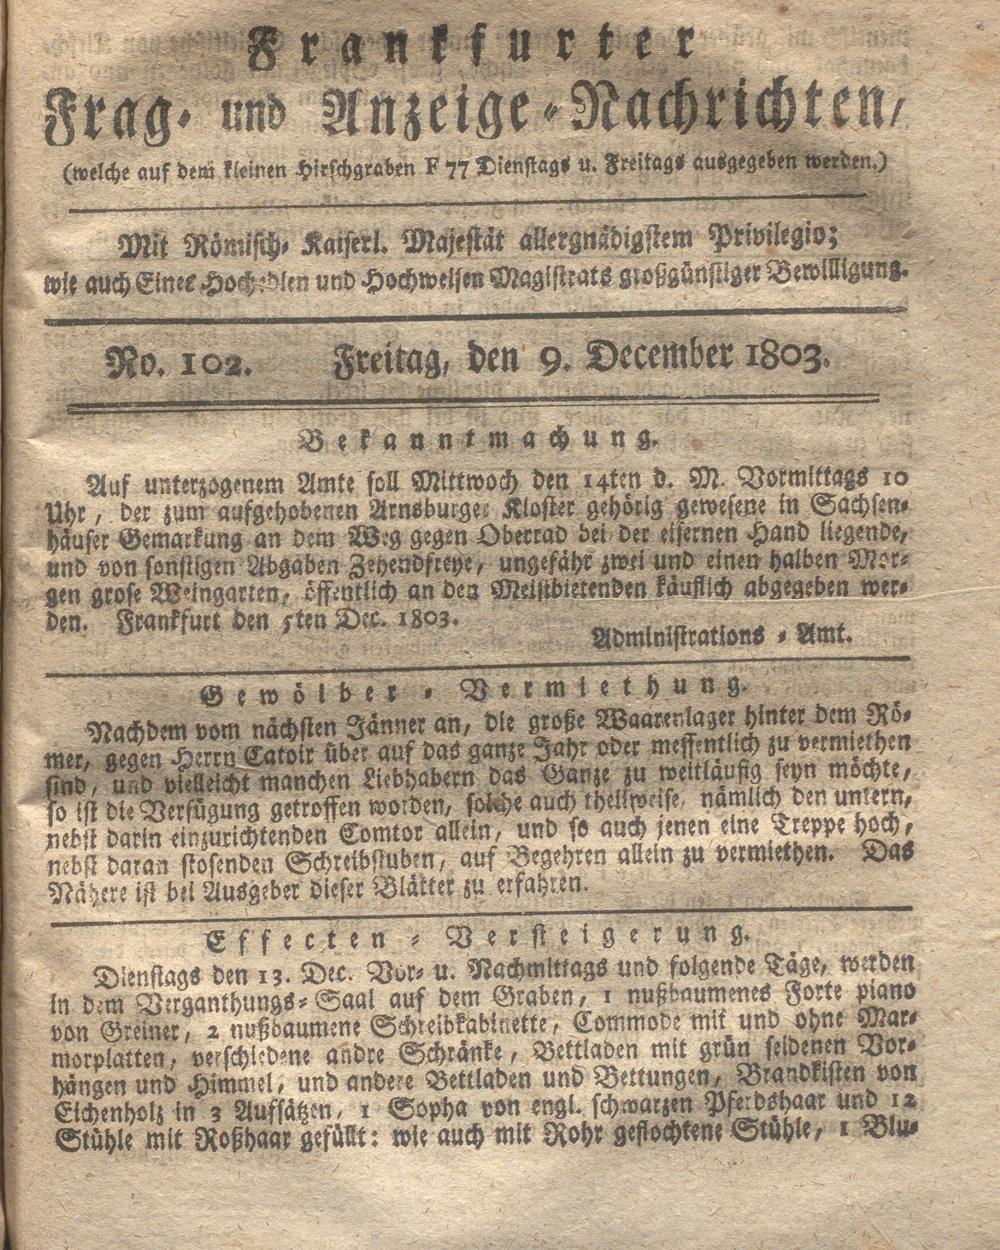 Frankfurter
Frag- und Anzeige-Nachrichten,
(welche auf dem kleinen Hirschgraben F 77 Dienstags u. Freitags ausgegeben werden.)
Mit Römisch- Kaiserl. Majestät allergnädigstem Privilegio;
wie auch Eines Hochedlen und Hochweisen Magistrats großgünstiger Bewilligung.
No. 102. Freitag, den 9. December 1803.
Bekanntmachung.
Auf unterzogenem Amte soll Mittwoch den 14ten d. M. Vormittags 10
Uhr, der zum aufgehobenen Arnsburger Kloster gehörig gewesene in Sachsen-
häuser Gemarkung an dem Weg gegen Oberrad bei der eisernen Hand liegende,
und von sonstigen Abgaben Zehendfreye, ungefähr zwei und einen halben Mor-
gen grose Weingarten, öffentlich an den Meistbietenden käuflich abgegeben wer-
den. Frankfurt den 5ten Dec. 1803.
Administrations-Amt.
Gewölber-Vermiethung.
Nachdem vom nächsten Jänner an, die große Waarenlager hinter dem Rö-
mer, gegen Herrn Catoir über auf das ganze Jahr oder messentlich zu vermiethen
sind, und vielleicht manchen Liebhabern das Ganze zu weitläufig seyn möchte,
so ist die Verfügung getroffen worden, solche auch theilweise, nämlich den untern,
nebst darin einzurichtenden Comtor allein, und so auch jenen eine Treppe hoch,
nebst daran stosenden Schreibstuben, auf Begehren allein zu vermiethen. Das
Nähere ist bei Ausgeber dieser Blätter zu erfahren.
Effecten-Versteigerung.
Dienstags den 13. Dec. Vor- u. Nachmittags und folgende Täge, werden
in dem Verganthungs-Saal auf dem Graben, 1 nußbaumenes Forte piano
von Greiner, 2 nußbaumene Schreibkabinette, Commode mit und ohne Mar-
morplatten, verschiedene andre Schränke, Bettladen mit grün seidenen Vor-
hängen und Himmel, und andere Bettladen und Bettungen, Brandkisten von
Eichenholz in 3 Aufsätzen, 1 Sopha von engl. schwarzen Pferdshaar und 12
Stühle mit Roßhaar gefüllt: wie auch mit Rohr geflochtene Stühle, 1 Blu-